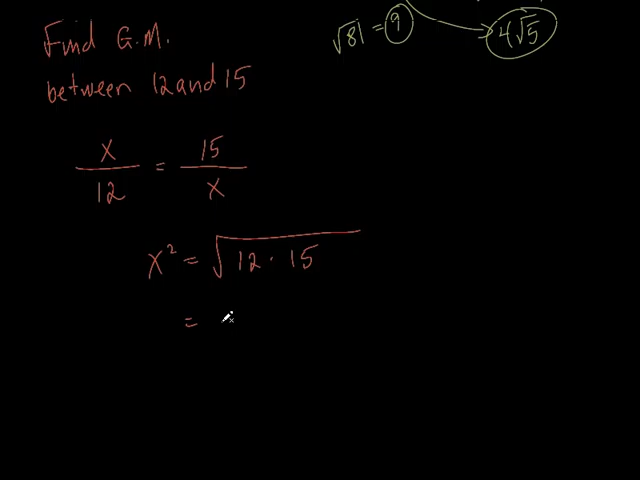 Find G.M.
between 12 and 15
√81 = 9
4√5
x/12 = 15/x
x² = √12 · 15
=